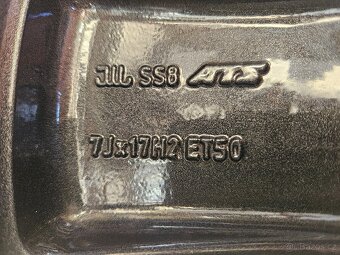 JJL SS8 ATS
7Jx17H2 ET50